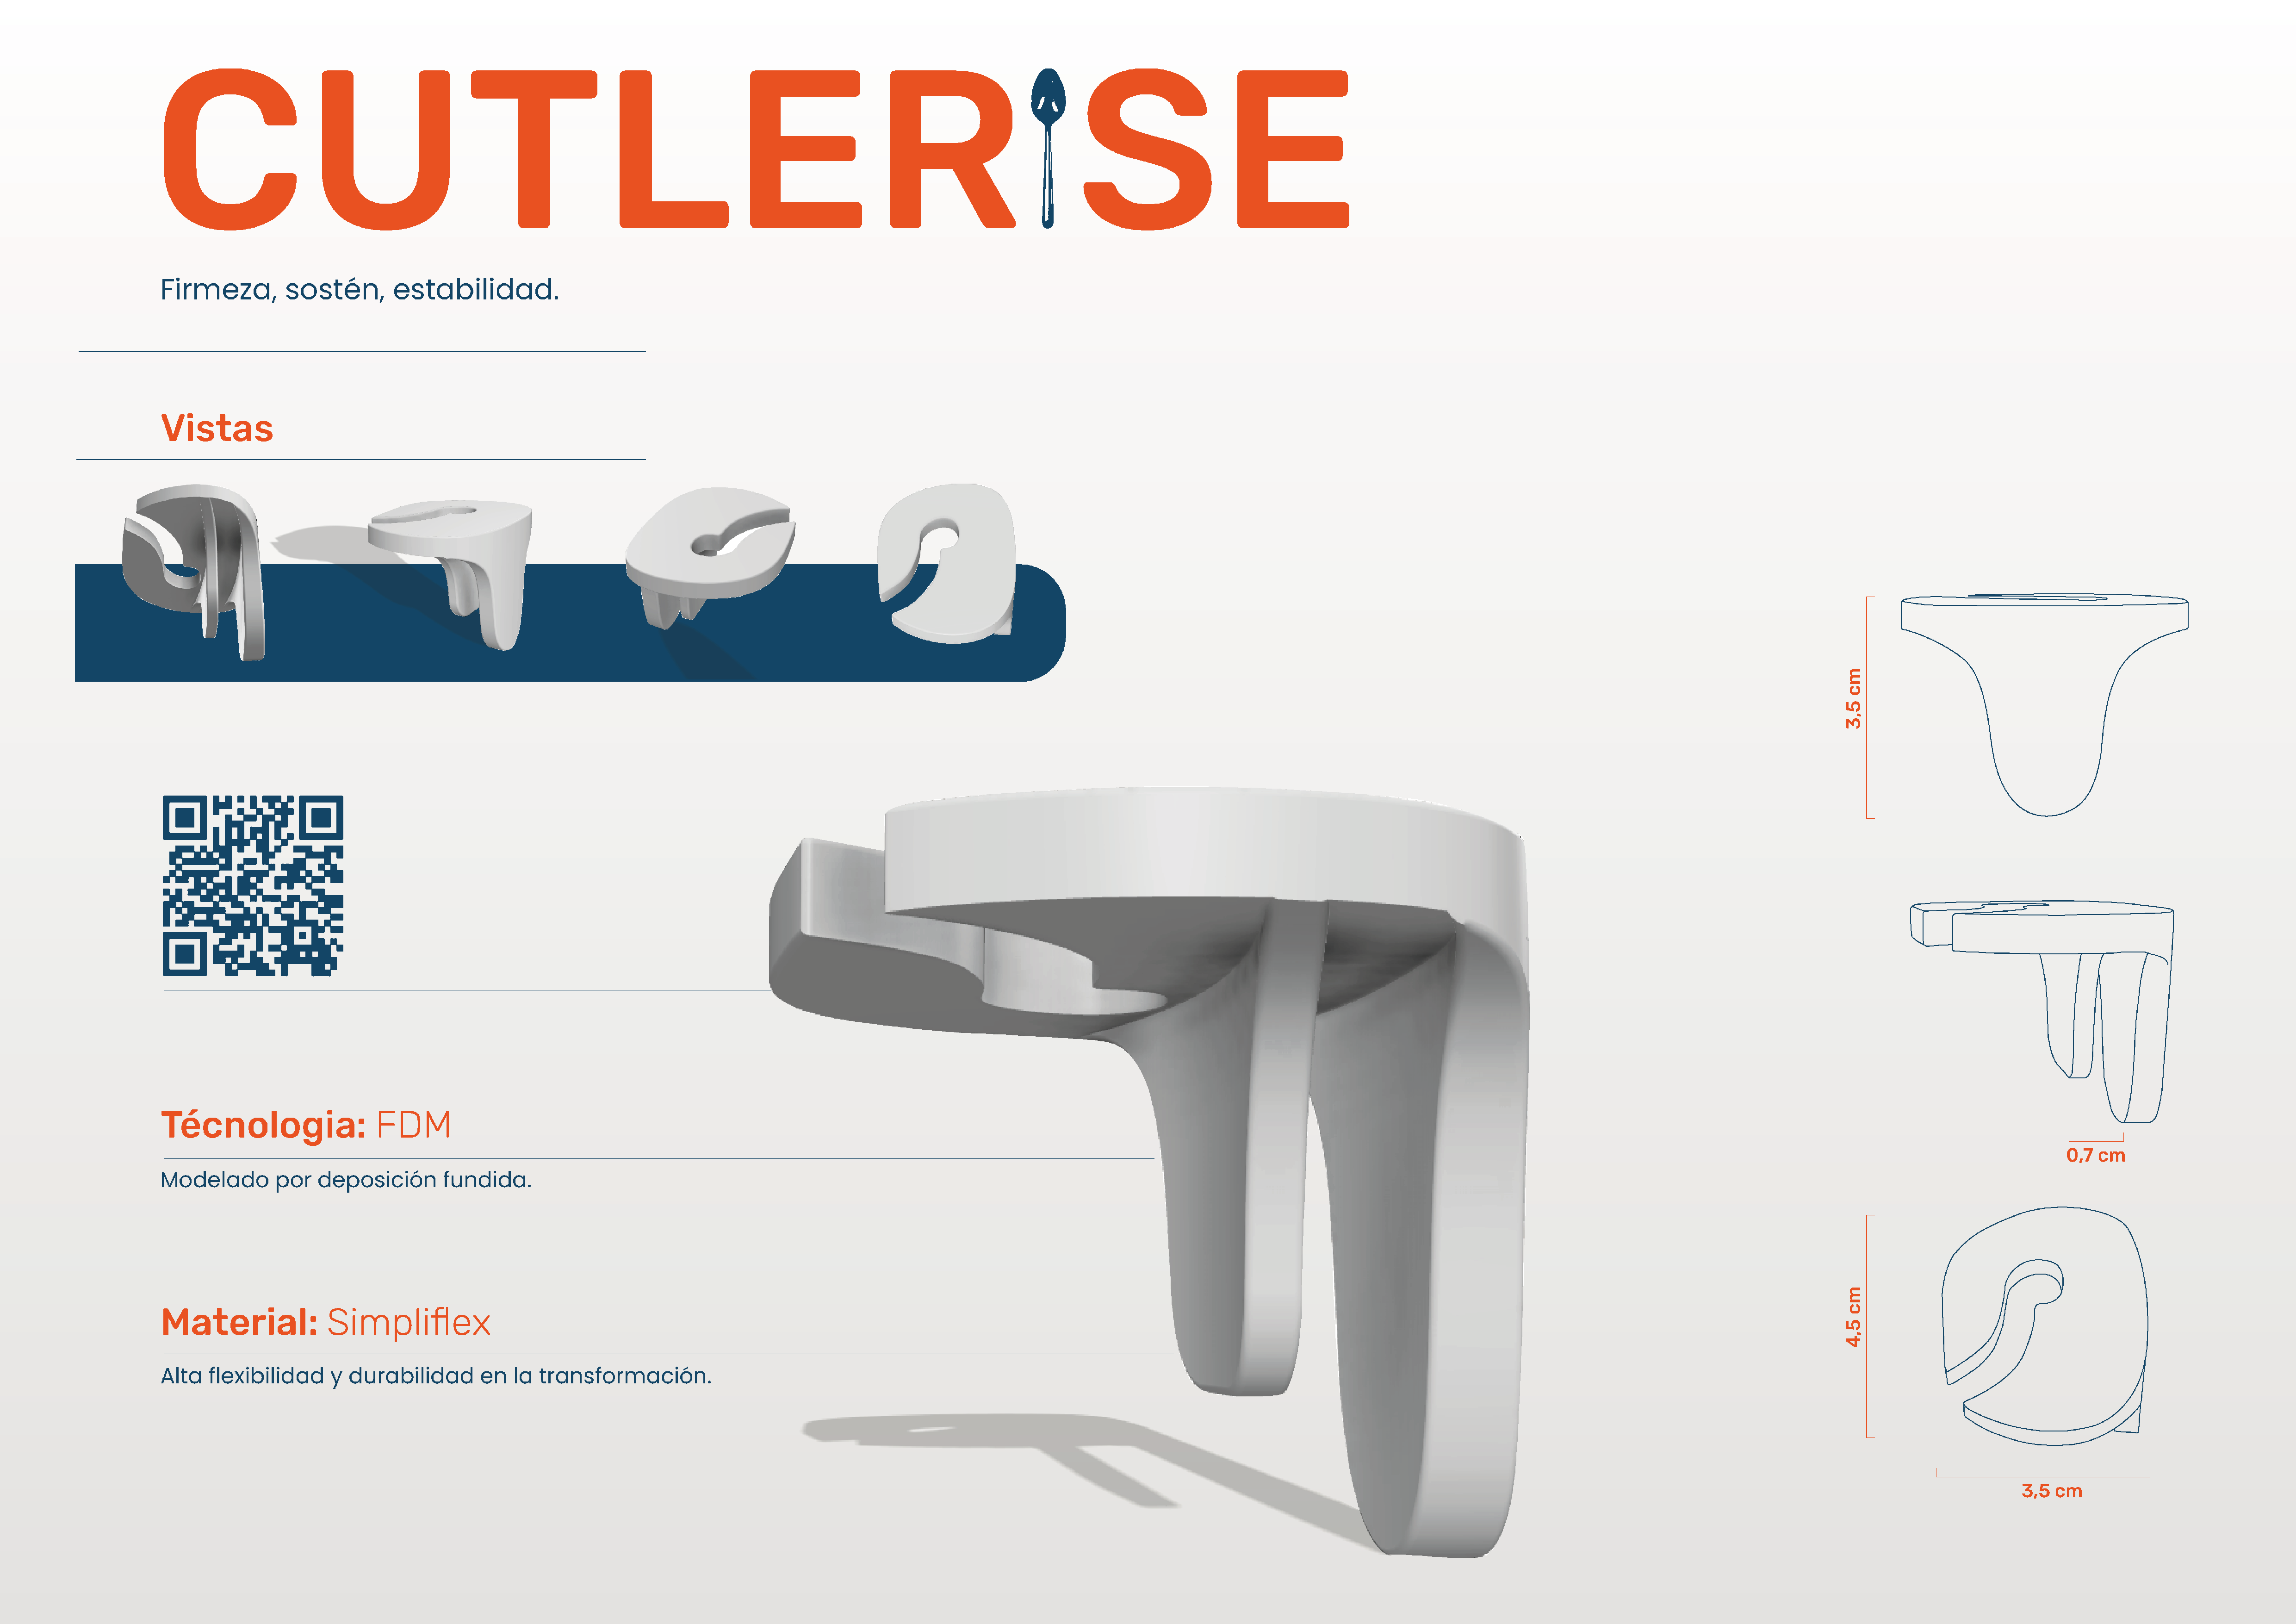 CUTLERISE
Firmeza, sostén, estabilidad.
Vistas
3,5 cm
0,7 cm
Técnologia: FDM
Modelado por deposición fundida.
4,5 cm
Material: Simpliflex
Alta flexibilidad y durabilidad en la transformación.
3,5 cm